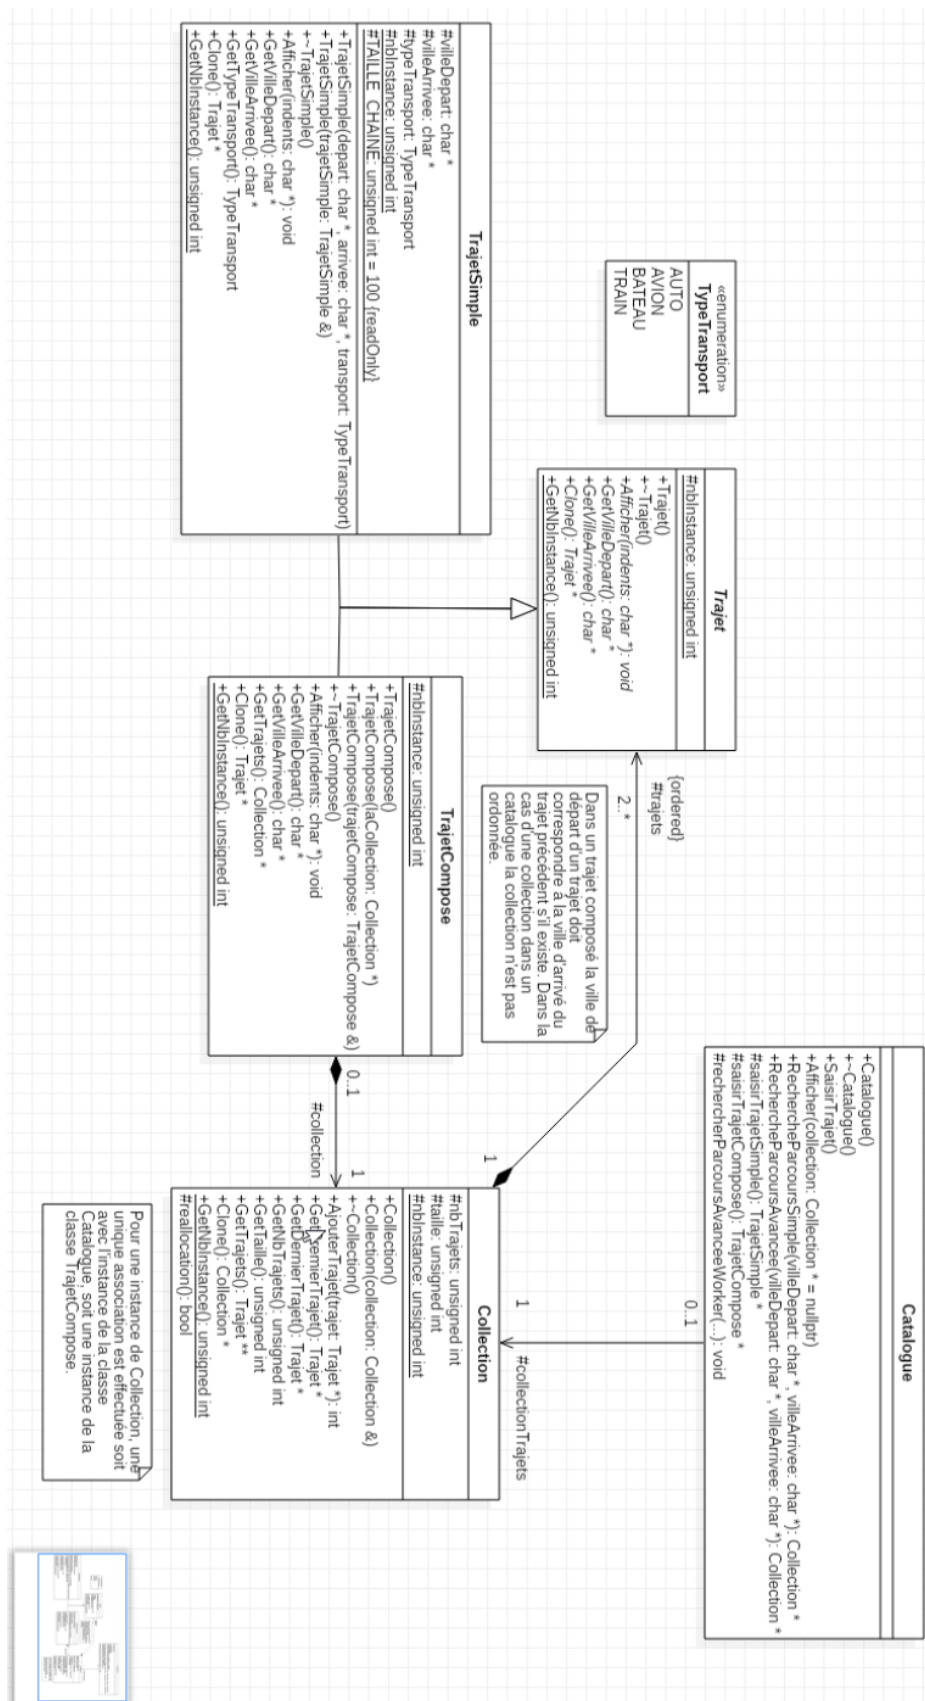 «enumeration»
TypeTransport
AUTO
AVION
BATEAU
TRAIN
TrajetSimple
#villeDepart: char *
#villeArrivee: char *
#typeTransport: TypeTransport
#nbInstance: unsigned int
#TAILLE_CHAINE: unsigned int = 100 {readOnly}
+TrajetSimple(depart: char *, arrivee: char *, transport: TypeTransport)
+TrajetSimple(trajetSimple: TrajetSimple &)
+~TrajetSimple()
+Afficher(indents: char *): void
+GetVilleDepart(): char *
+GetVilleArrivee(): char *
+GetTypeTransport(): TypeTransport
+Clone(): Trajet *
+GetNbInstance(): unsigned int
Trajet
#nbInstance: unsigned int
+Trajet()
+~Trajet()
+Afficher(indents: char *): void
+GetVilleDepart(): char *
+GetVilleArrivee(): char *
+Clone(): Trajet *
+GetNbInstance(): unsigned int
{ordered}
#trajets
2..*
Dans un trajet composé la ville de
départ d'un trajet doit
correspondre à la ville d'arrivé du
trajet précédent s'il existe. Dans la
cas d'une collection dans un
catalogue la collection n'est pas
ordonnée.
TrajetCompose
#nbInstance: unsigned int
+TrajetCompose()
+TrajetCompose(laCollection: Collection *)
+TrajetCompose(trajetCompose: TrajetCompose &)
+~TrajetCompose()
+Afficher(indents: char *): void
+GetVilleDepart(): char *
+GetVilleArrivee(): char *
+GetTrajets(): Collection *
+Clone(): Trajet *
+GetNbInstance(): unsigned int
0..1
#collection
1
1
Catalogue
+Catalogue()
+~Catalogue()
+SaisirTrajet()
+Afficher(collection: Collection * = nullptr)
+RechercheParcoursSimple(villeDepart: char *, villeArrivee: char *): Collection *
+RechercheParcoursAvancee(villeDepart: char *, villeArrivee: char *): Collection *
#saisirTrajetSimple(): TrajetSimple *
#saisirTrajetCompose(): TrajetCompose *
#rechercherParcoursAvanceeWorker(...): void
0..1
1
#collectionTrajets
Collection
#nbTrajets: unsigned int
#taille: unsigned int
#nbInstance: unsigned int
+Collection()
+Collection(collection: Collection &)
+~Collection()
+AjouterTrajet(trajet: Trajet *): int
+GetPremierTrajet(): Trajet *
+GetDernierTrajet(): Trajet *
+GetNbTrajets(): unsigned int
+GetTaille(): unsigned int
+GetTrajets(): Trajet **
+Clone(): Collection *
+GetNbInstance(): unsigned int
#reallocation(): bool
Pour une instance de Collection, une
unique association est effectuée soit
avec l'instance de la classe
Catalogue, soit une instance de la
classe TrajetCompose.